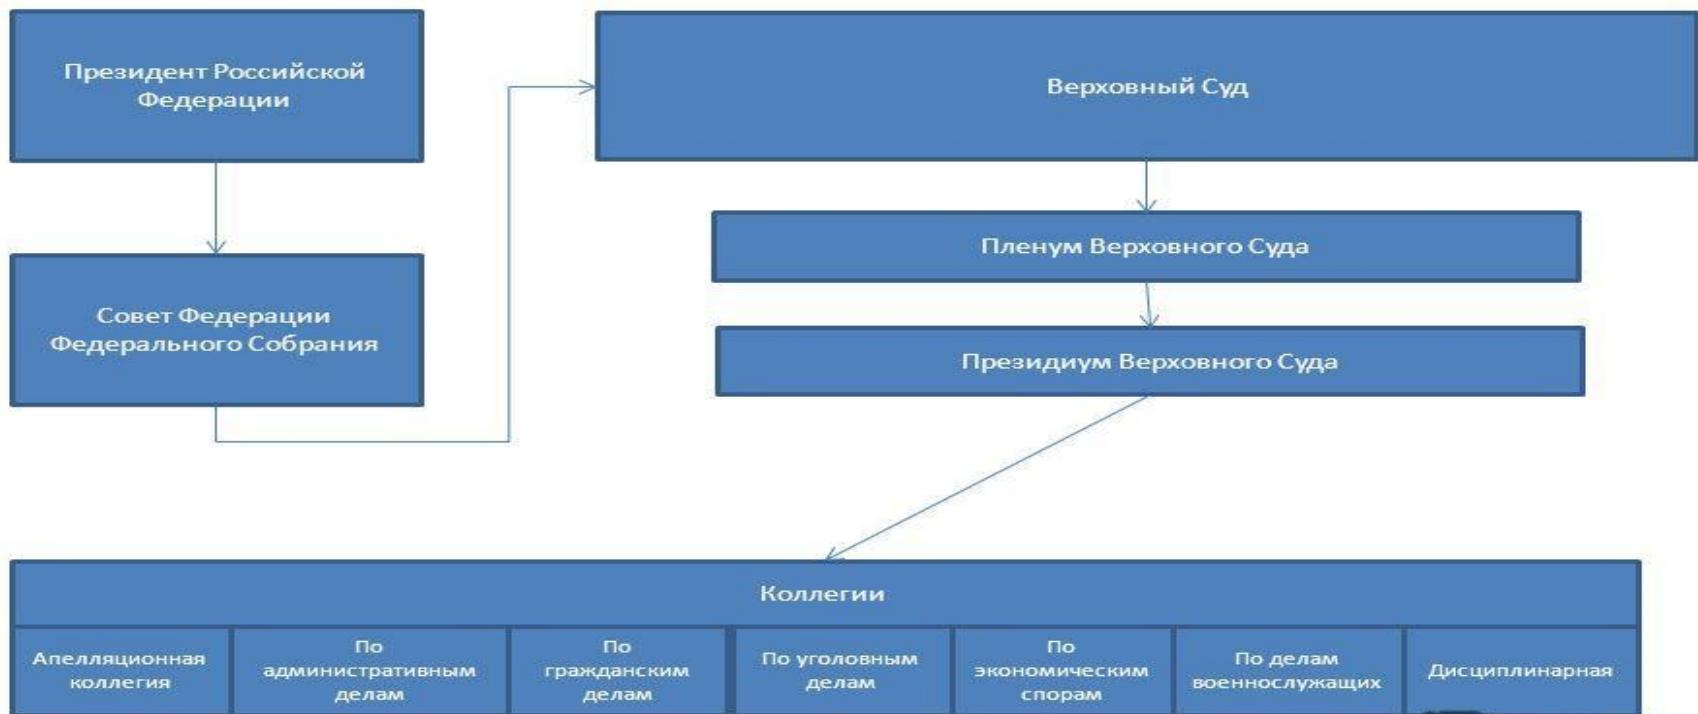 Президент Российской
Федерации
Верховный Суд
Пленум Верховного Суда
Совет Федерации
Федерального Собрания
Президиум Верховного Суда
Коллегии
Апелляционная
коллегия
По
административным
делам
По
гражданским
делам
По уголовным
делам
По
экономическим
спорам
По делам
военнослужащих
Дисциплинарная